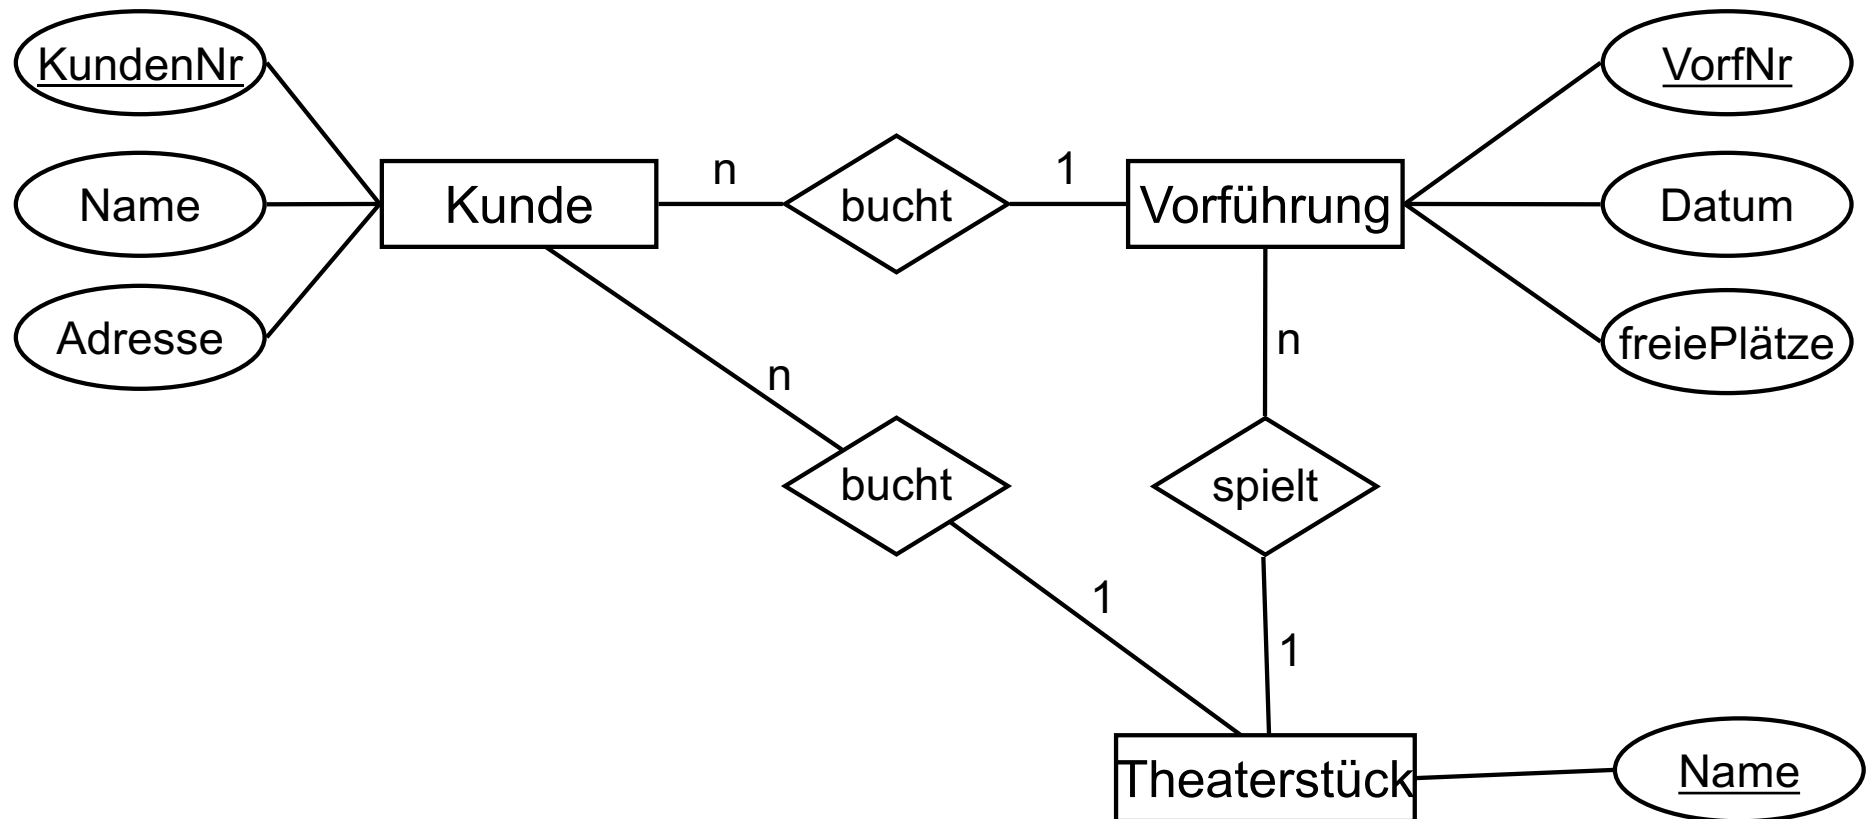 KundenNr
VorfNr
n
1
Name
Kunde
bucht
Vorführung
Datum
Adresse
n
freiePlätze
n
bucht
spielt
1
1
Theaterstück
Name